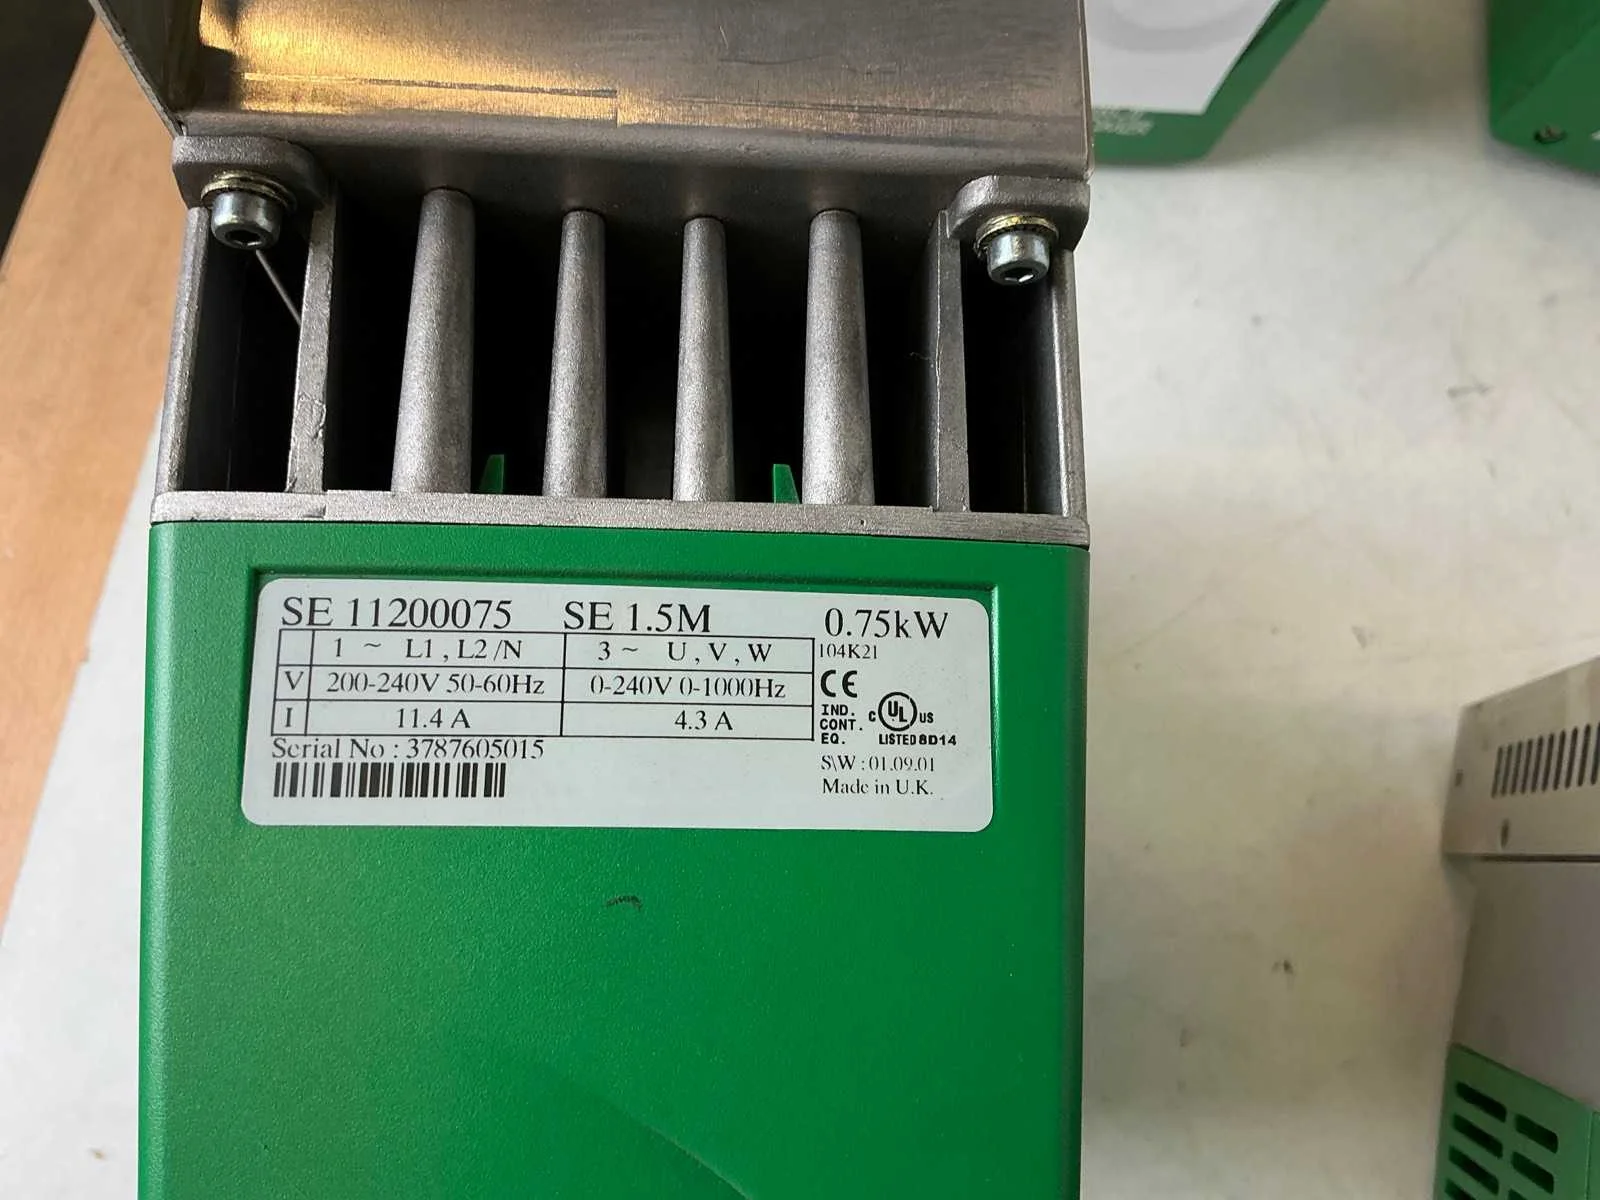 SE 11200075 SE 1.5M 0.75kW
1 ~ L1 , L2 /N 3 ~ U , V , W 104K21
V 200-240V 50-60Hz 0-240V 0-1000Hz CE
I 11.4 A 4.3 A
IND.
CONT.
EQ.
C UL US
LISTED 8D14
Serial No : 3787605015
S\W : 01.09.01
Made in U.K.